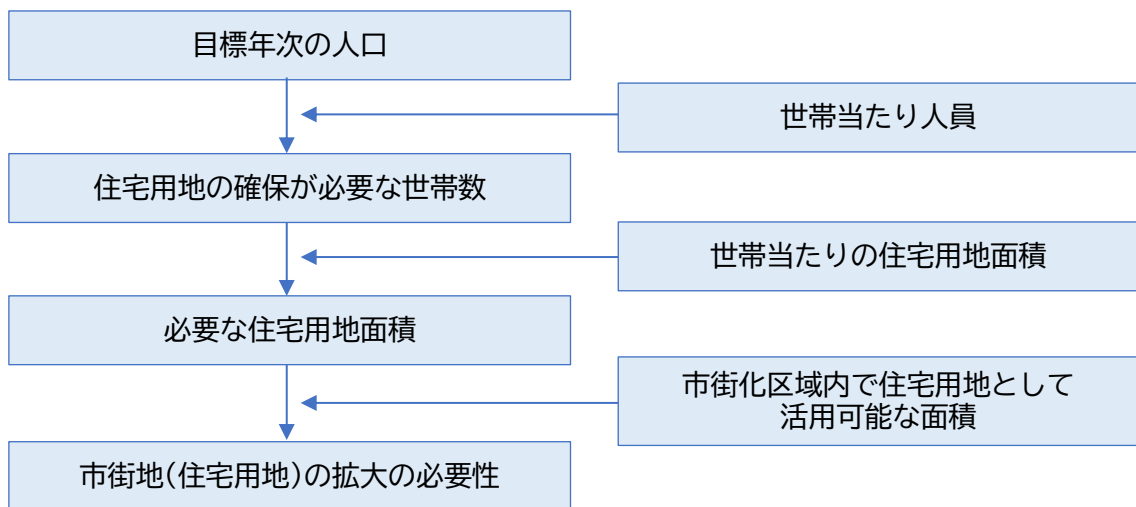 目標年次の人口
世帯当たり人員
住宅用地の確保が必要な世帯数
世帯当たりの住宅用地面積
必要な住宅用地面積
市街化区域内で住宅用地として
活用可能な面積
市街地(住宅用地)の拡大の必要性